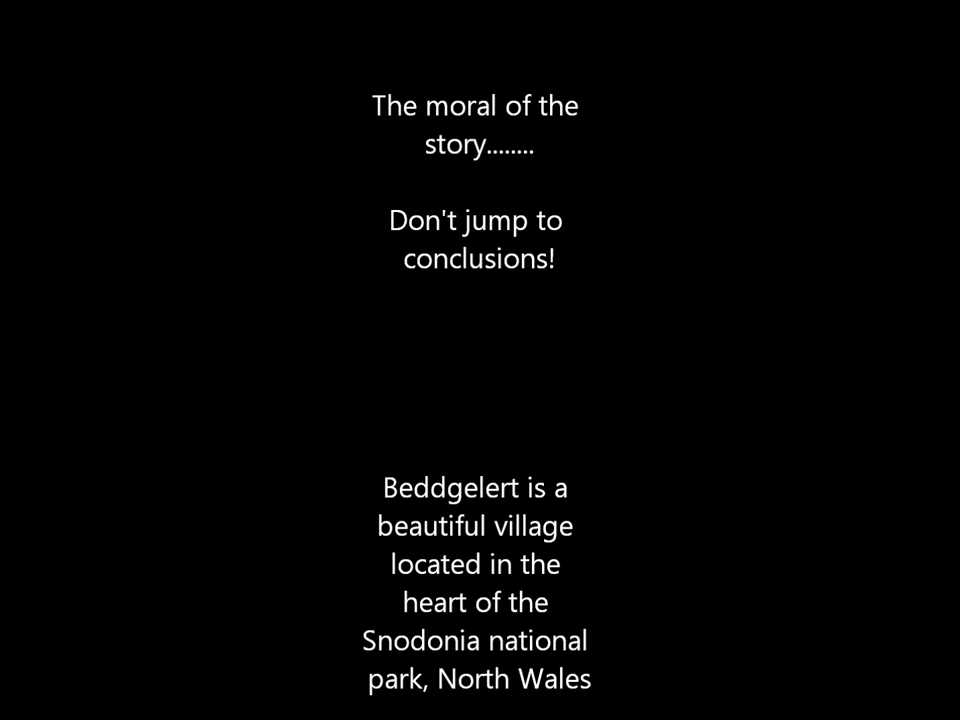 The moral of the
story........
Don't jump to
conclusions!
Beddgelert is a
beautiful village
located in the
heart of the
Snodonia national
park, North Wales